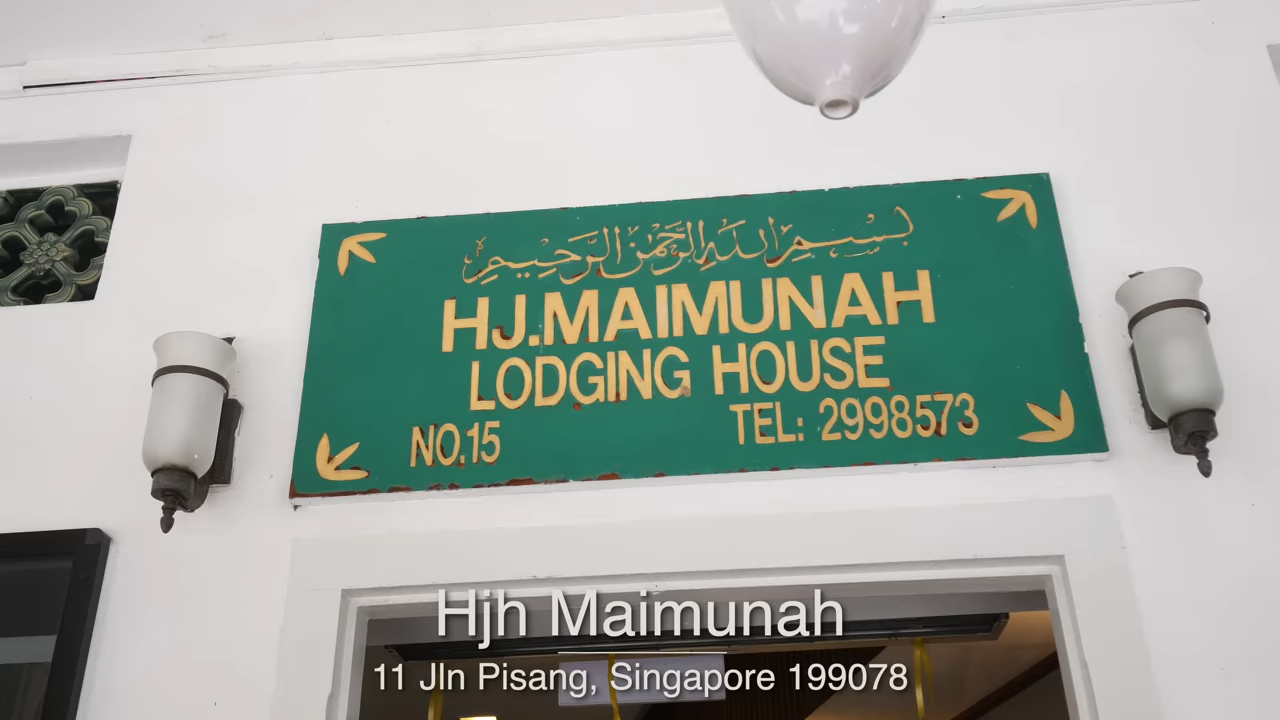 بسم الله الرحمن الرحيم
HJ.MAIMUNAH
LODGING HOUSE
NO.15 TEL: 2998573
Hjh Maimunah
11 Jln Pisang, Singapore 199078